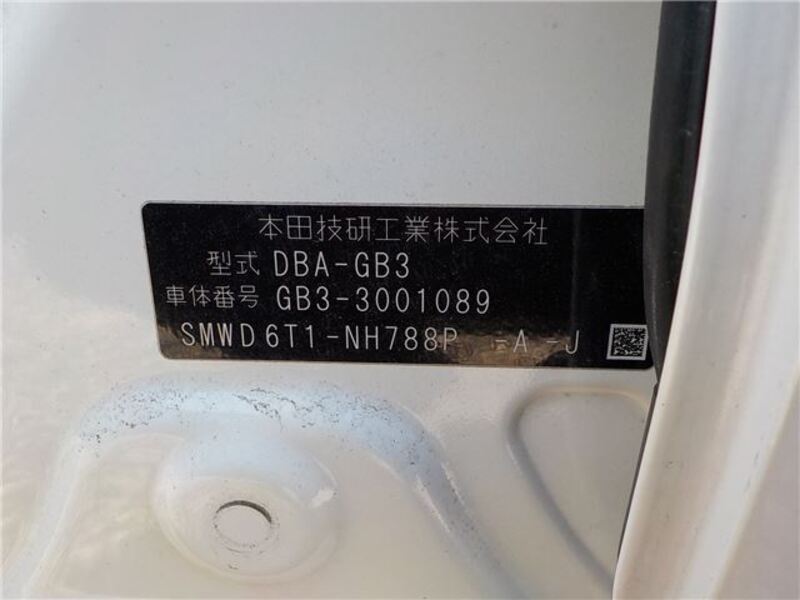 本田技研工業株式会社
型式 DBA-GB3
車体番号 GB3-3001089
SMWD6T1-NH788P -A -J